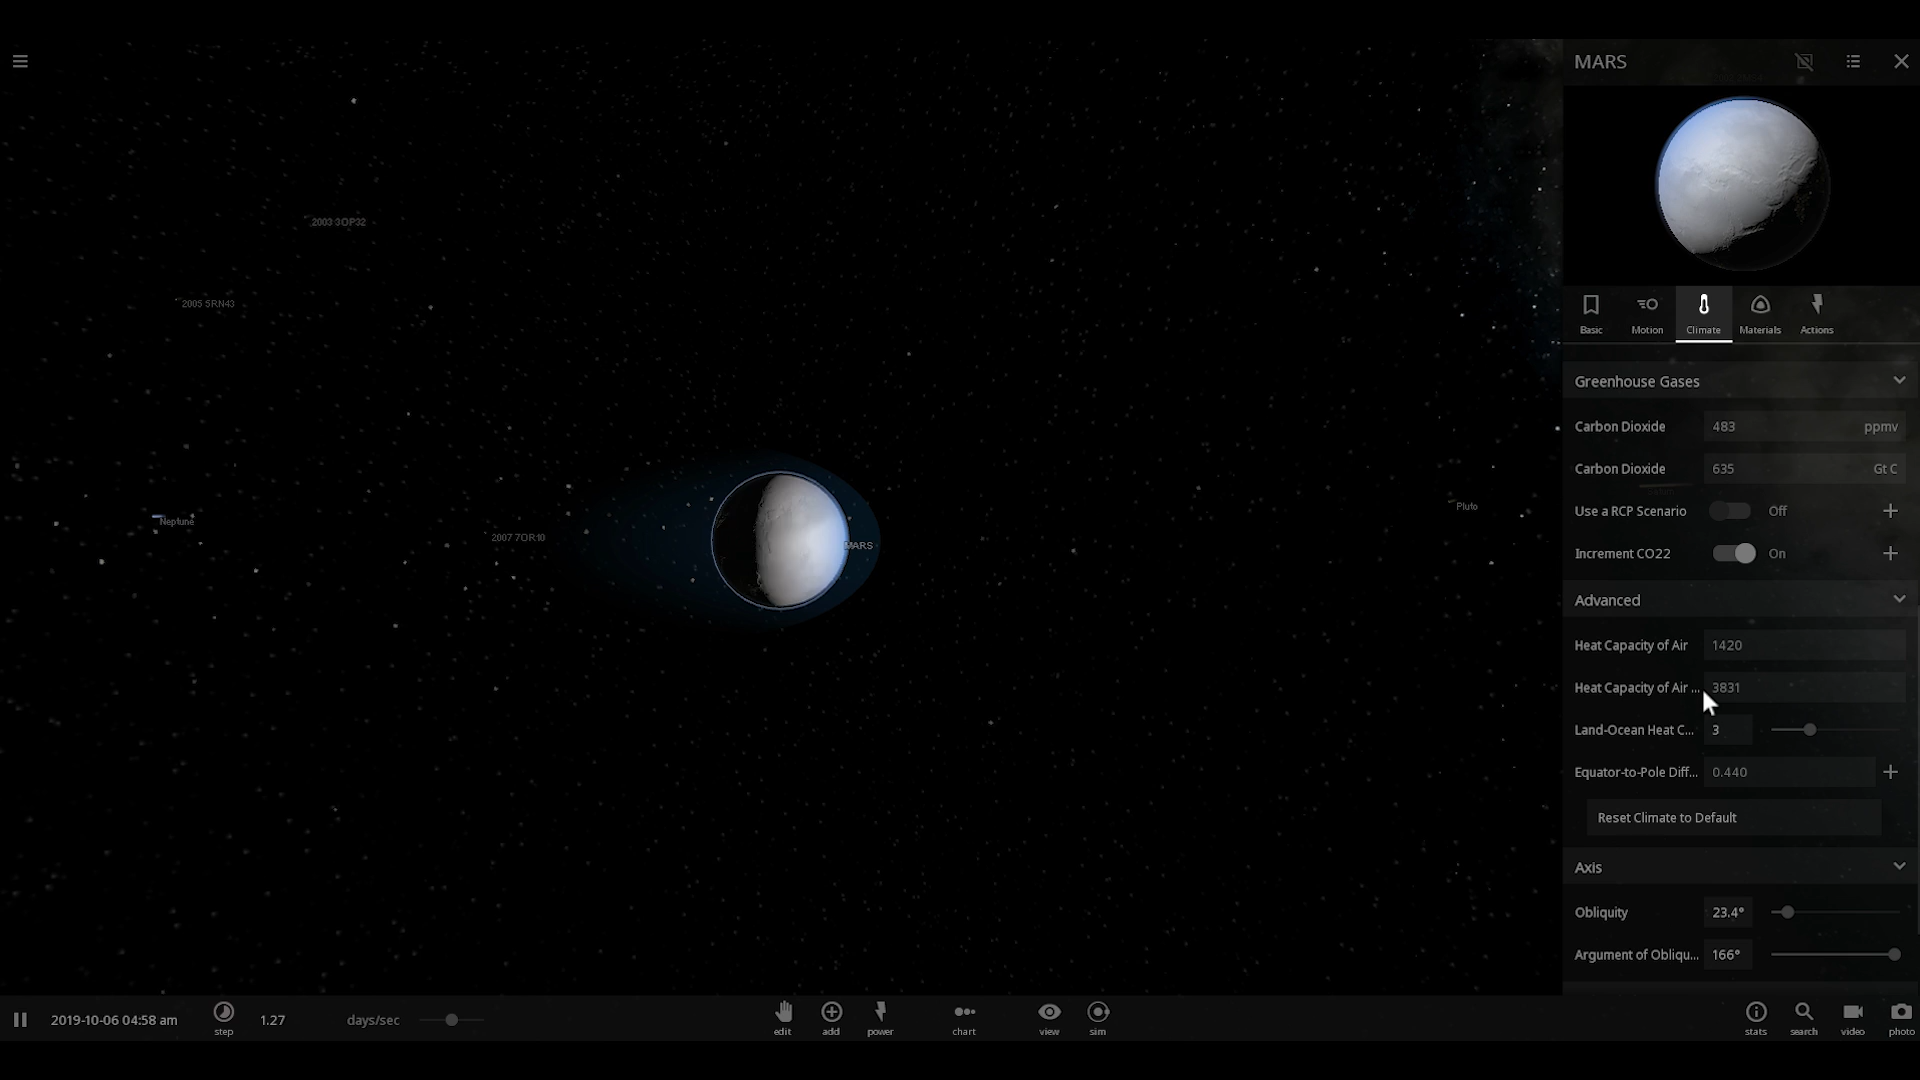 MARS
2003 3OP32
2005 SRN43
Neptune
2007 7OR10
MARS
Pluto
Basic
Motion
Climate
Materials
Actions
Greenhouse Gases
Carbon Dioxide 483 ppmv
Carbon Dioxide 635 Gt C
Use a RCP Scenario Off
Increment CO22 On
Advanced
Heat Capacity of Air 1420
Heat Capacity of Air ... 3831
Land-Ocean Heat C... 3
Equator-to-Pole Diff... 0.440
Reset Climate to Default
Axis
Obliquity 23.4°
Argument of Obliqu... 166°
2019-10-06 04:58 am
step
1.27 days/sec
edit
add
power
chart
view
sim
stats
search
video
photo